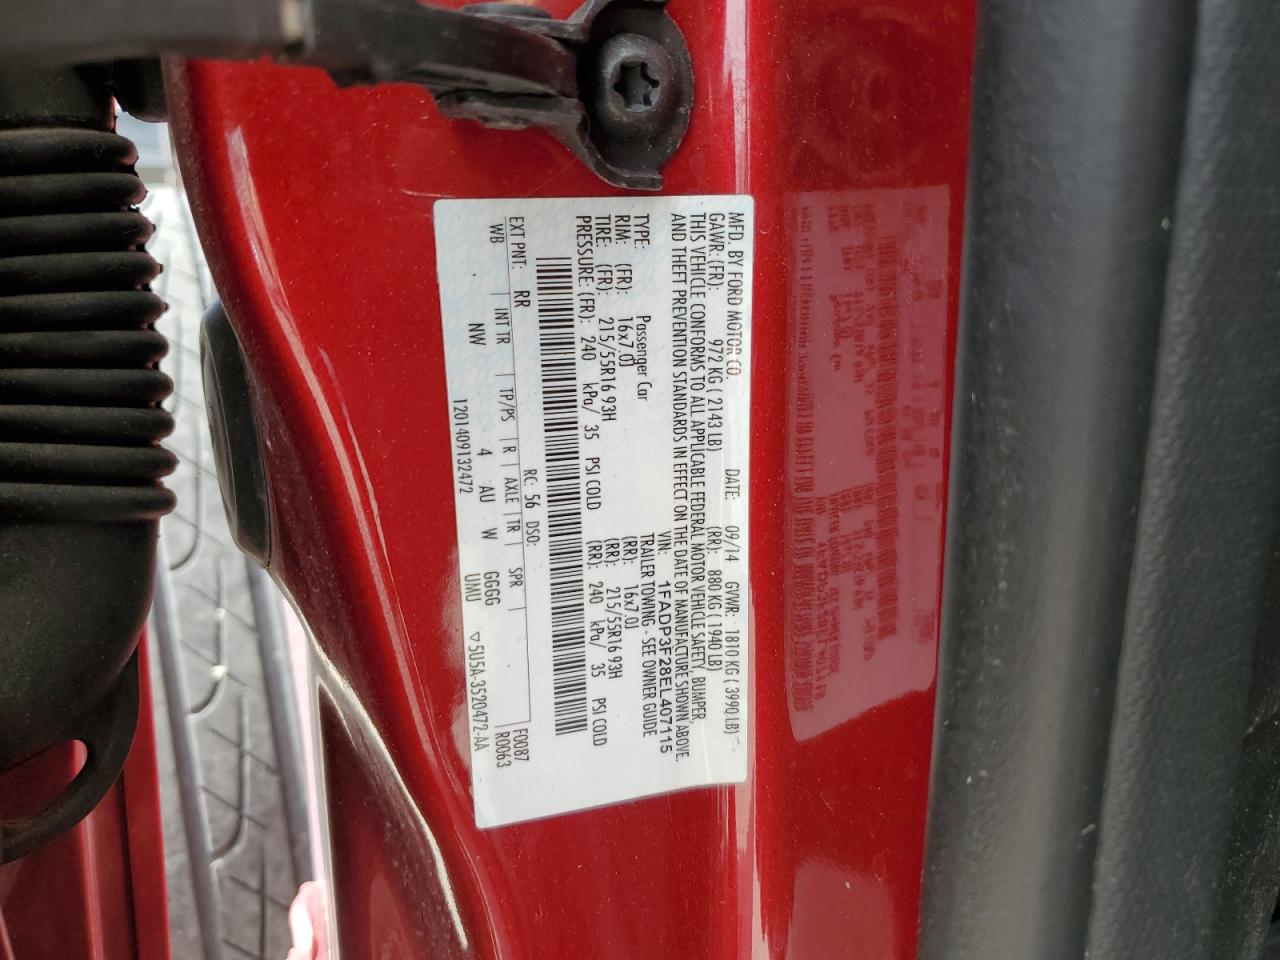 MFD. BY FORD MOTOR CO. DATE: 09/14 GVWR: 1810 KG ( 3990 LB)
GAWR: (FR): 972 KG ( 2143 LB) (RR): 880 KG ( 1940 LB)
THIS VEHICLE CONFORMS TO ALL APPLICABLE FEDERAL MOTOR VEHICLE SAFETY, BUMPER,
AND THEFT PREVENTION STANDARDS IN EFFECT ON THE DATE OF MANUFACTURE SHOWN ABOVE.
VIN: 1FADP3F28EL407115
TYPE: Passenger Car TRAILER TOWING - SEE OWNER GUIDE
RIM: (FR): 16x7.0J (RR): 16x7.0J
TIRE: (FR): 215/55R16 93H (RR): 215/55R16 93H
PRESSURE: (FR): 240 kPa/ 35 PSI COLD (RR): 240 kPa/ 35 PSI COLD
RC: 56 DSO: F0087
EXT PNT: RR INT TR TP/PS R AXLE TR SPR R0063
WB NW 4 AU W GGGG
UMU ▽5U5A-3520472-AA
1201409132472